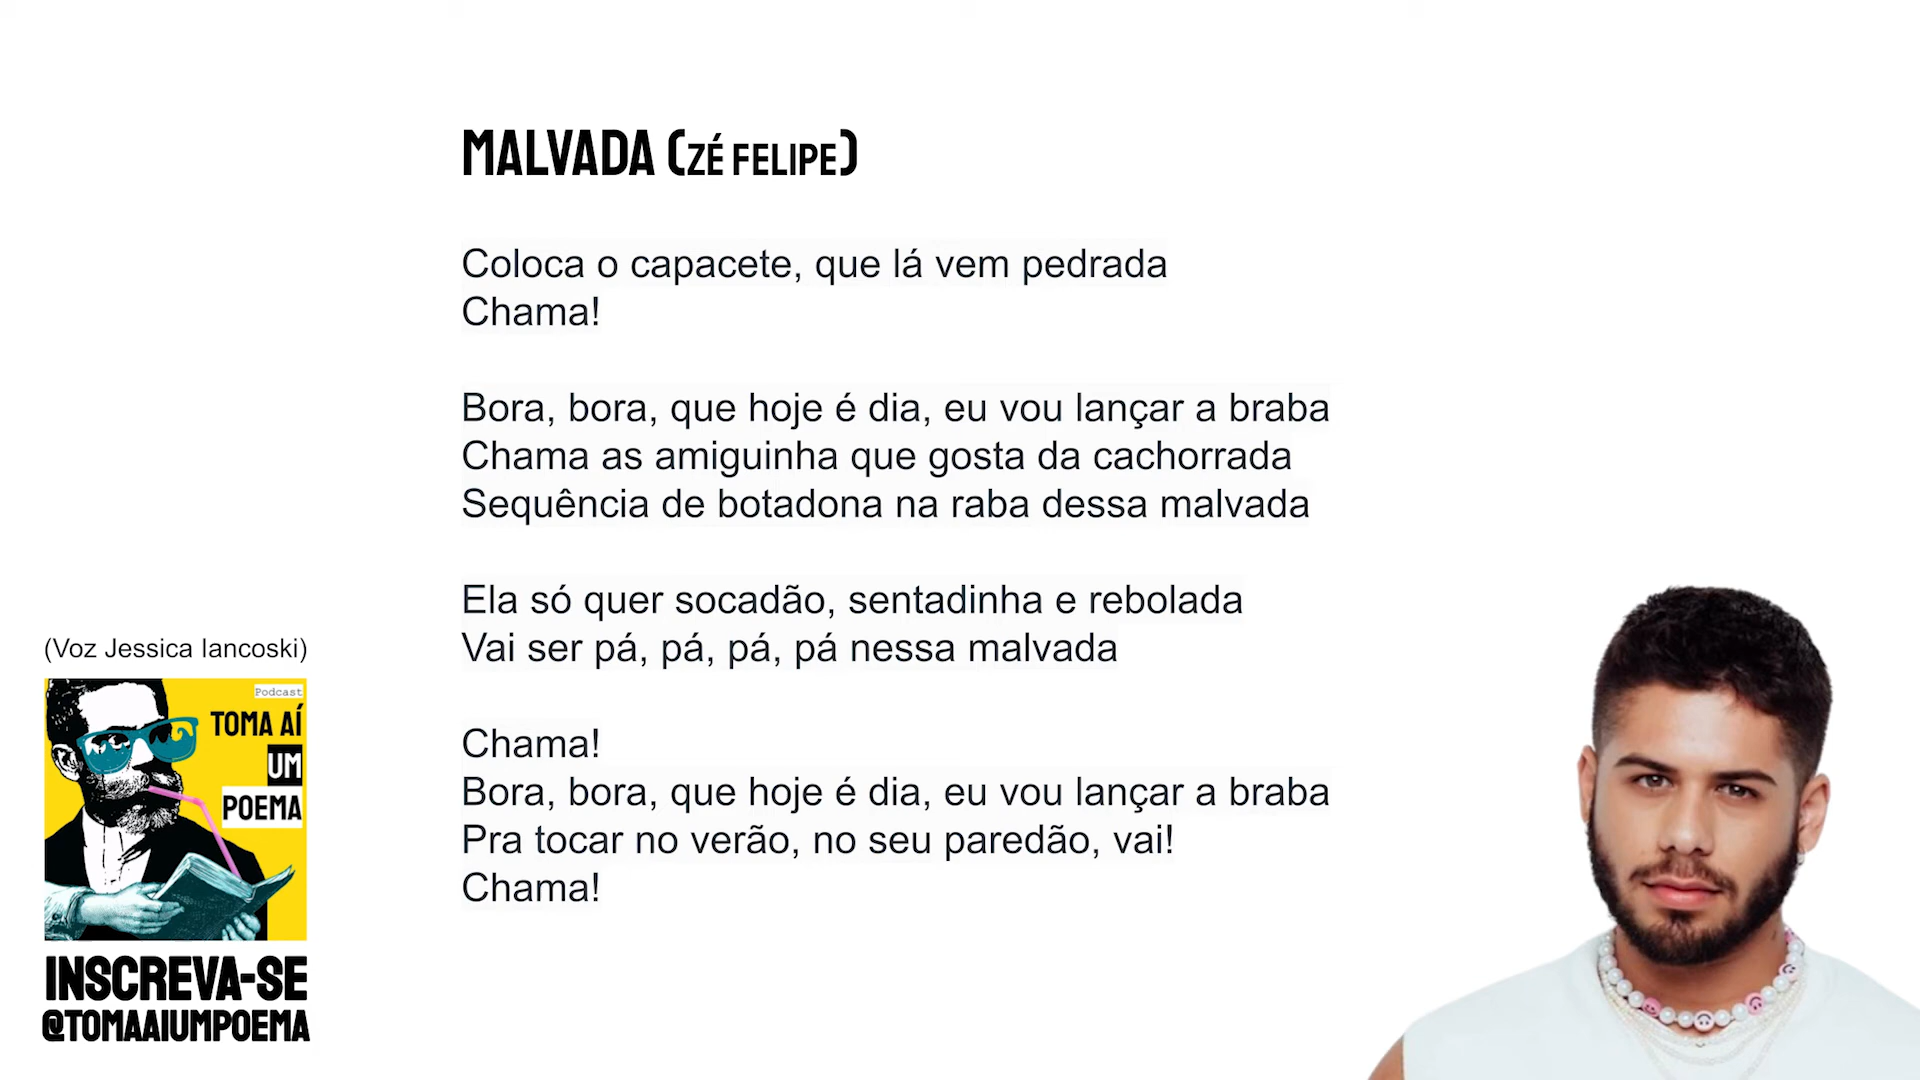 MALVADA (ZÉ FELIPE)
Coloca o capacete, que lá vem pedrada
Chama!
Bora, bora, que hoje é dia, eu vou lançar a braba
Chama as amiguinha que gosta da cachorrada
Sequência de botadona na raba dessa malvada
Ela só quer socadão, sentadinha e rebolada
Vai ser pá, pá, pá, pá nessa malvada
Chama!
Bora, bora, que hoje é dia, eu vou lançar a braba
Pra tocar no verão, no seu paredão, vai!
Chama!
(Voz Jessica Iancoski)
Podcast
TOMA AÍ
UM
POEMA
INSCREVA-SE
@TOMAAIUMPOEMA